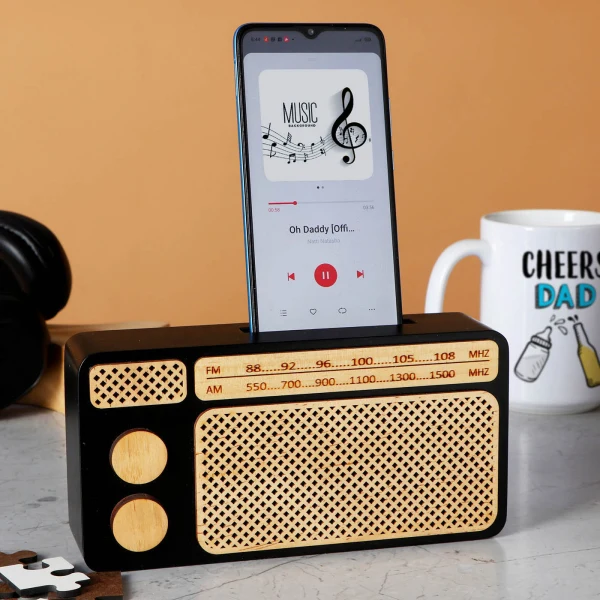 MUSIC
BACKGROUND
Oh Daddy [Offi...
FM 88.....92.....96.....100.....105.....108 MHZ
AM 550....700....900....1100....1300....1500 MHZ
CHEERS
DAD